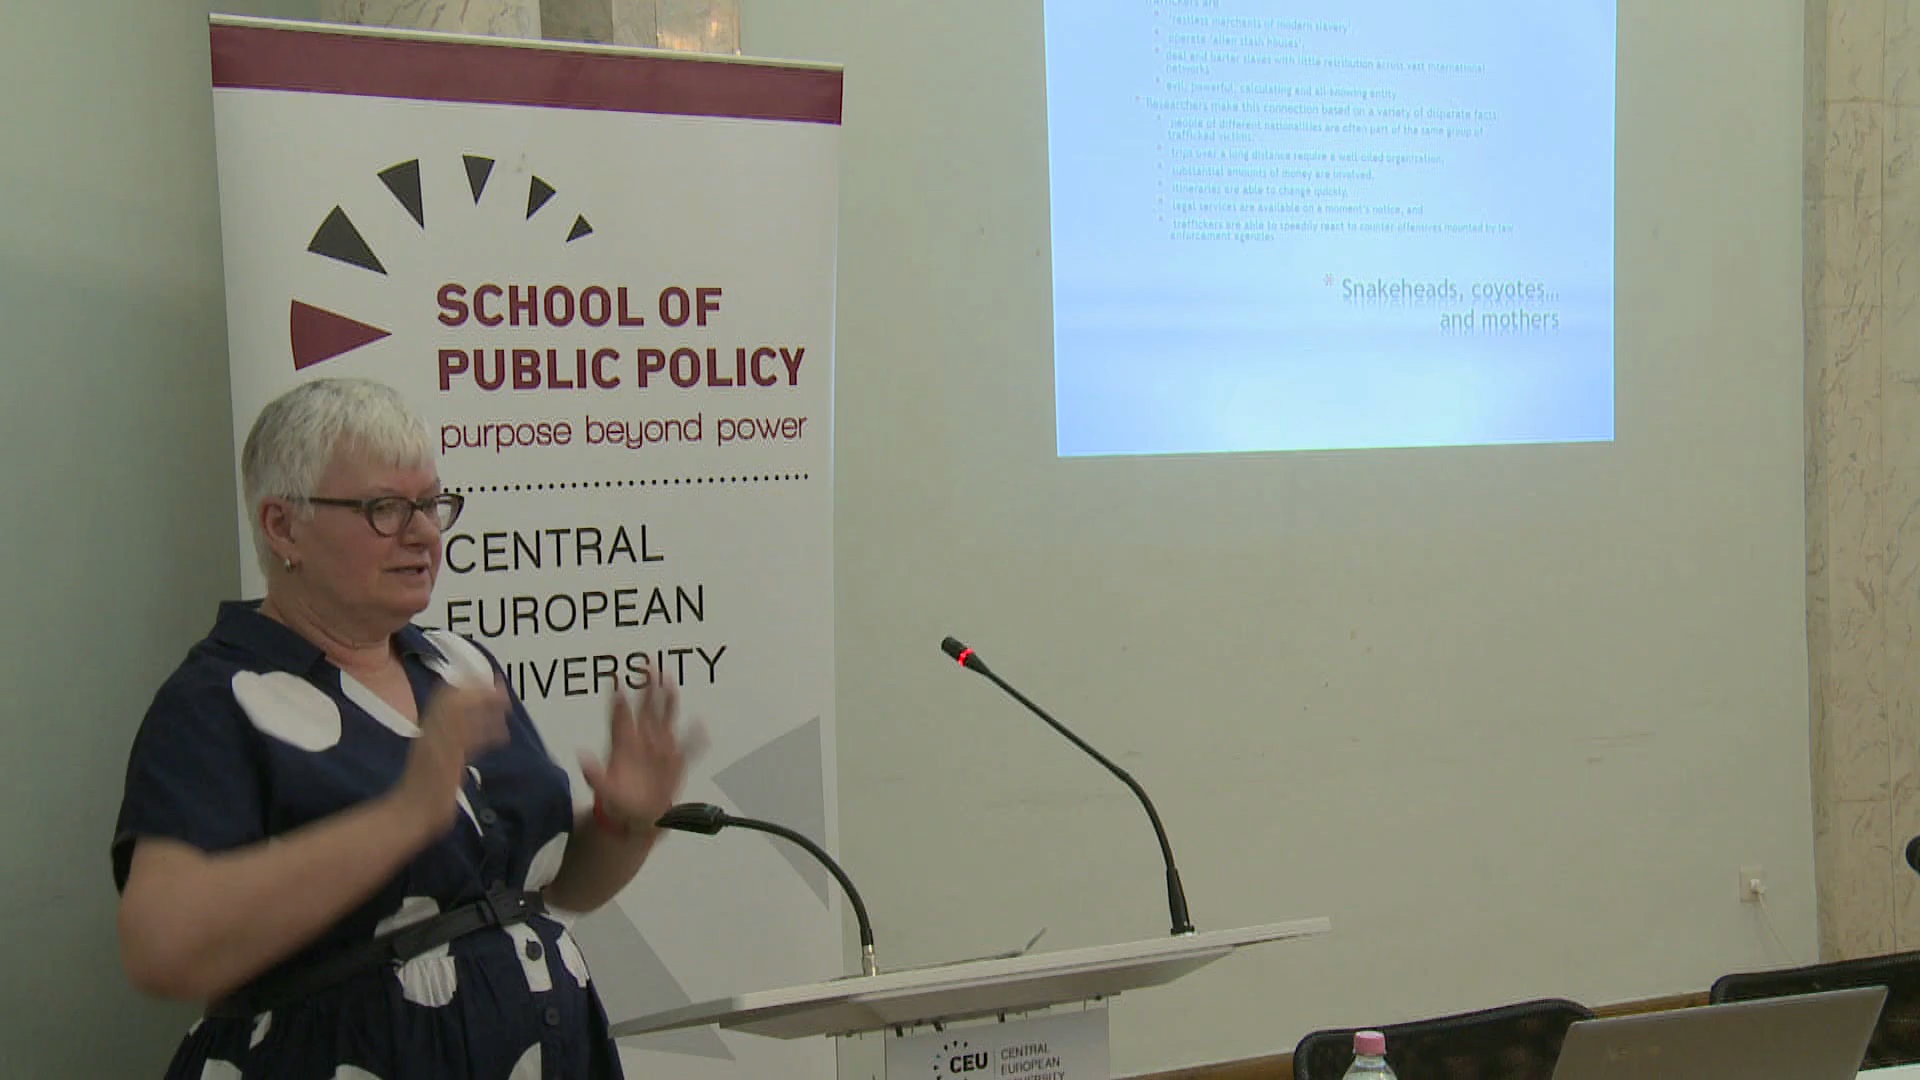 SCHOOL OF
PUBLIC POLICY
purpose beyond power
CENTRAL
EUROPEAN
NIVERSITY
traffickers are
* 'restless merchants of modern slavery',
* operate 'alien stash houses',
* deal and barter slaves with little retribution across vast international
networks
* evil, powerful, calculating and all-knowing entity
* Researchers make this connection based on a variety of disparate facts:
* people of different nationalities are often part of the same group of
trafficked victims,
* trips over a long distance require a well-oiled organization,
* substantial amounts of money are involved,
* itineraries are able to change quickly,
* legal services are available on a moment's notice, and
* traffickers are able to speedily react to counter-offensives mounted by law
enforcement agencies
* Snakeheads, coyotes...
and mothers
CEU
CENTRAL
EUROPEAN
UNIVERSITY